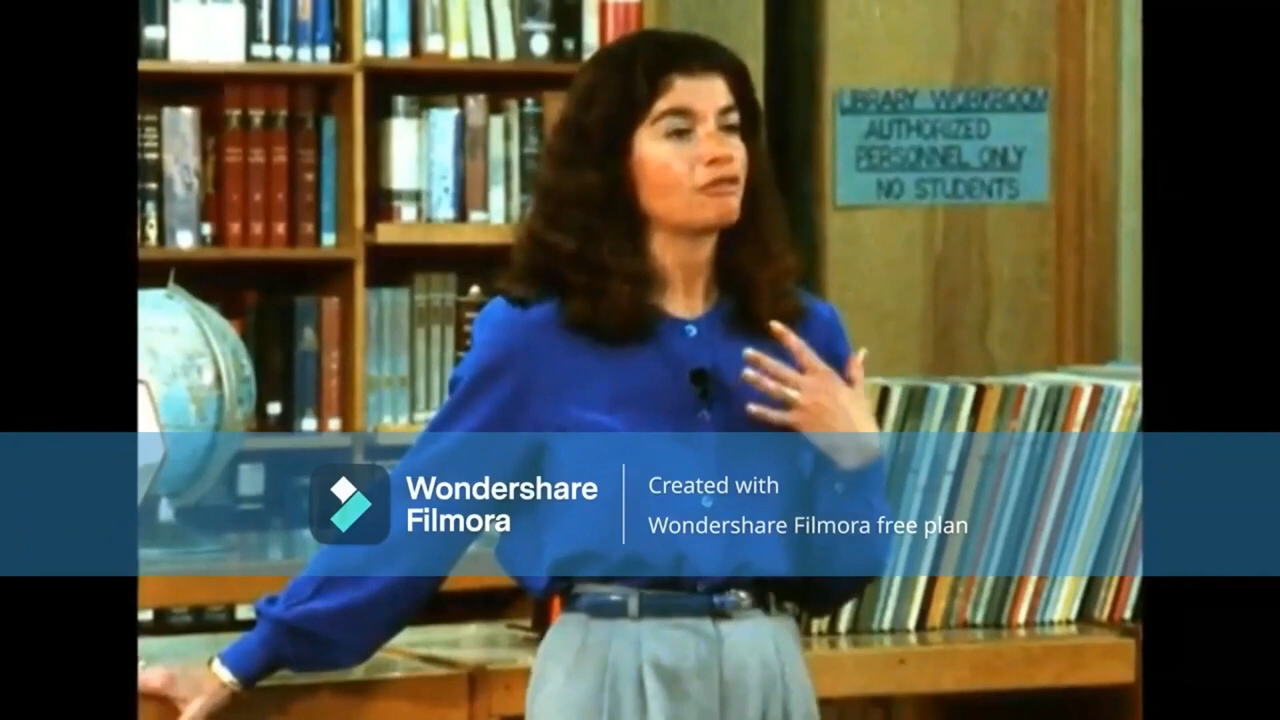 LIBRARY WORKROOM
AUTHORIZED
PERSONNEL ONLY
NO STUDENTS
Wondershare
Filmora
Created with
Wondershare Filmora free plan